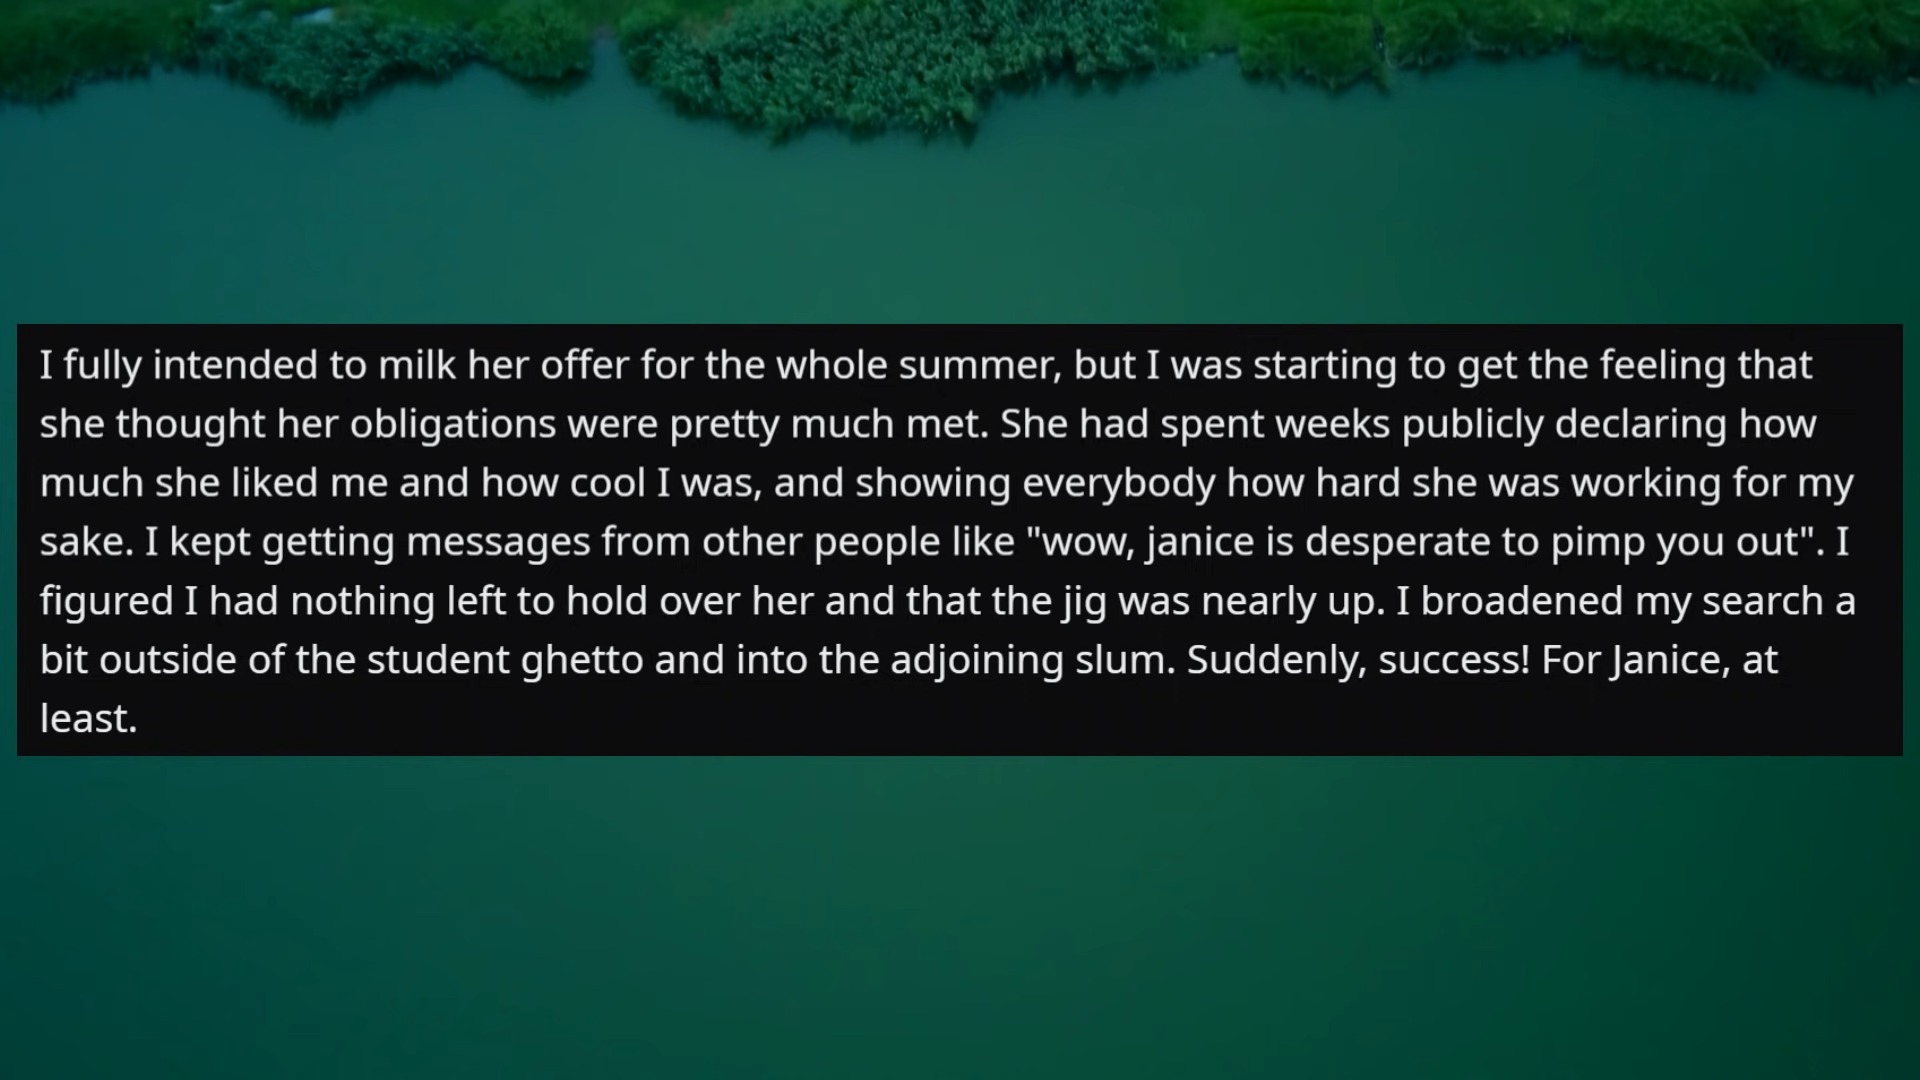 I fully intended to milk her offer for the whole summer, but I was starting to get the feeling that
she thought her obligations were pretty much met. She had spent weeks publicly declaring how
much she liked me and how cool I was, and showing everybody how hard she was working for my
sake. I kept getting messages from other people like "wow, janice is desperate to pimp you out". I
figured I had nothing left to hold over her and that the jig was nearly up. I broadened my search a
bit outside of the student ghetto and into the adjoining slum. Suddenly, success! For Janice, at
least.